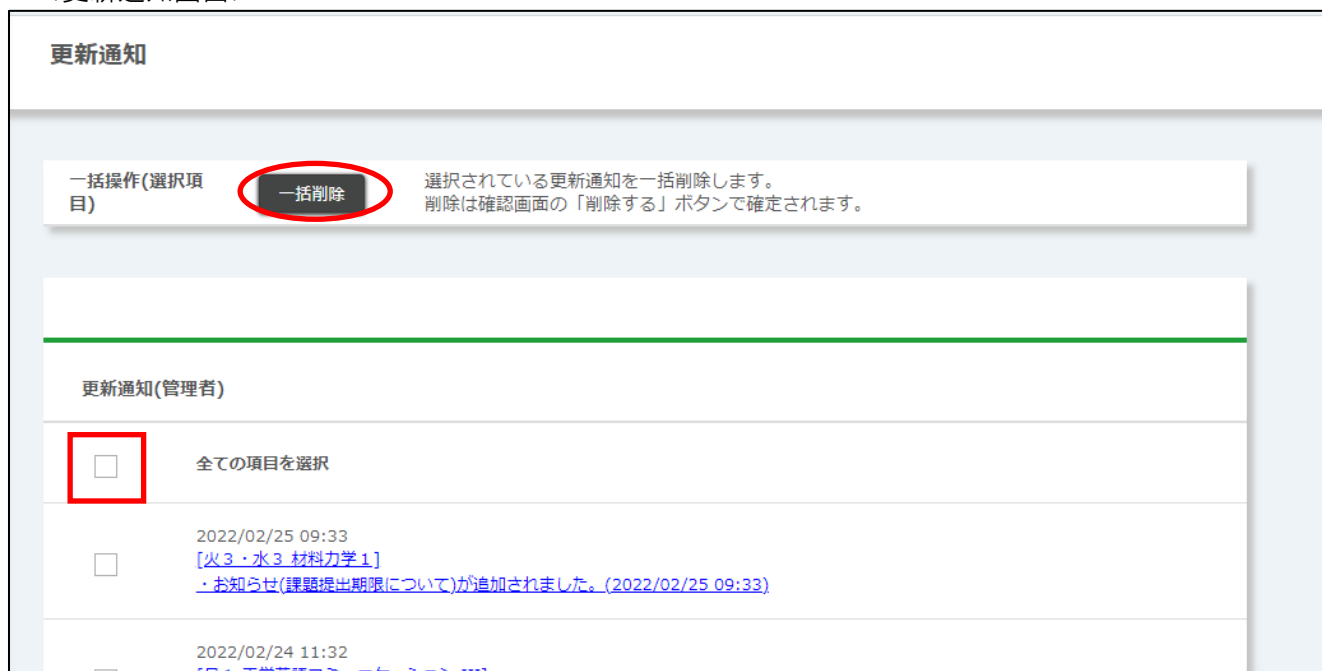 更新通知
一括操作(選択項
目)
一括削除
選択されている更新通知を一括削除します。
削除は確認画面の「削除する」ボタンで確定されます。
更新通知(管理者)
全ての項目を選択
2022/02/25 09:33
[火3・水3 材料力学1]
・お知らせ(課題提出期限について)が追加されました。(2022/02/25 09:33)
2022/02/24 11:32